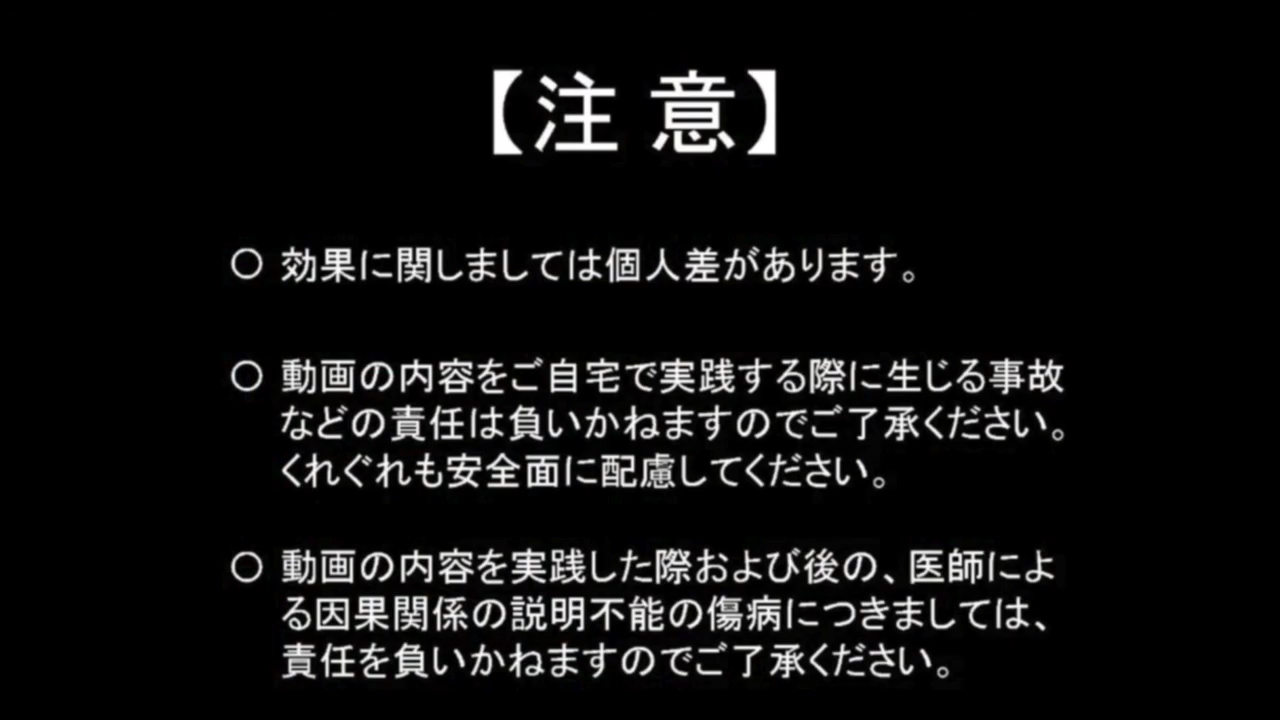 【注 意】
○ 効果に関しましては個人差があります。
○ 動画の内容をご自宅で実践する際に生じる事故
などの責任は負いかねますのでご了承ください。
くれぐれも安全面に配慮してください。
○ 動画の内容を実践した際および後の、医師によ
る因果関係の説明不能の傷病につきましては、
責任を負いかねますのでご了承ください。